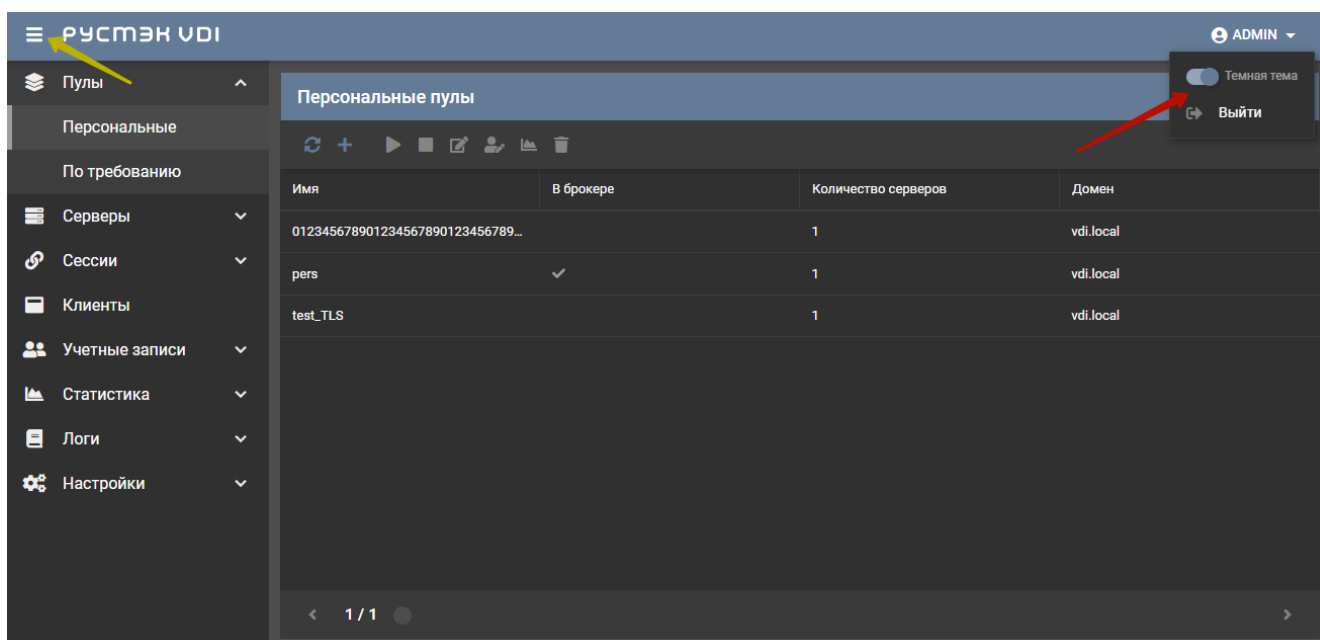 РУСТЭК VDI
ADMIN
Темная тема
Выйти
Пулы
Персональные
По требованию
Серверы
Сессии
Клиенты
Учетные записи
Статистика
Логи
Настройки
Персональные пулы
Имя В брокере Количество серверов Домен
012345678901234567890123456789... 1 vdi.local
pers 1 vdi.local
test_TLS 1 vdi.local
1 / 1